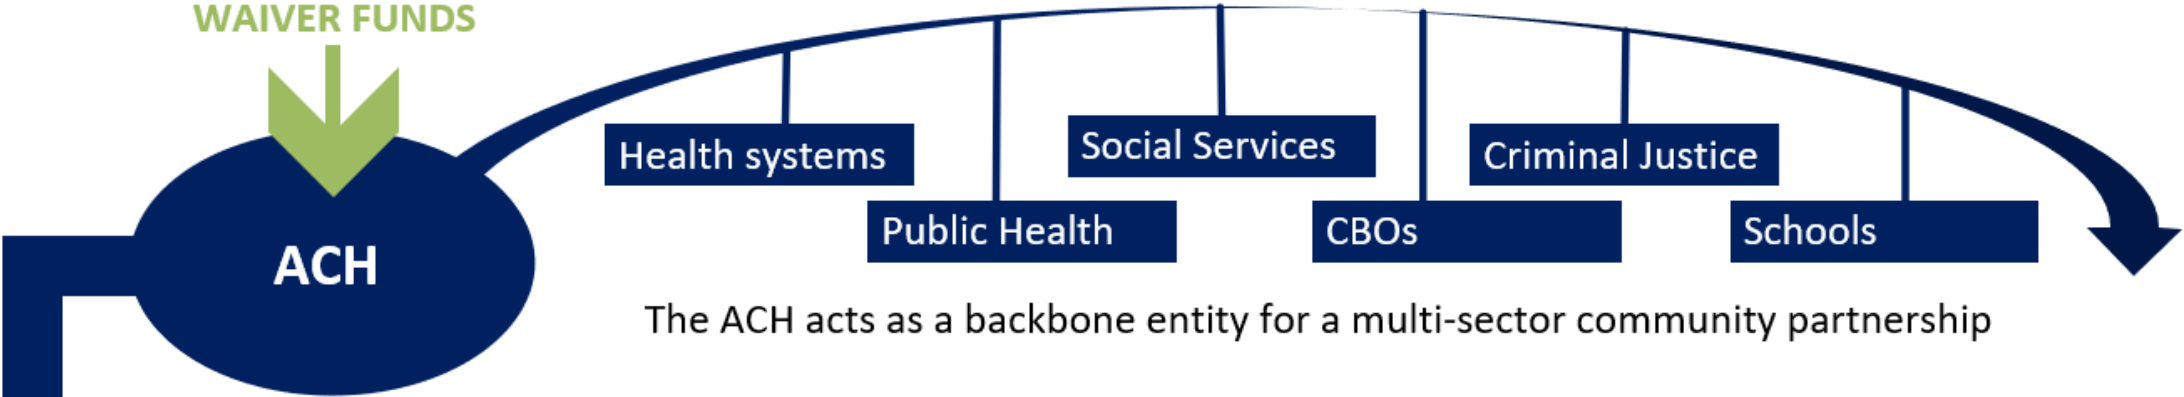 WAIVER FUNDS
ACH
Health systems
Public Health
Social Services
CBOs
Criminal Justice
Schools
The ACH acts as a backbone entity for a multi-sector community partnership